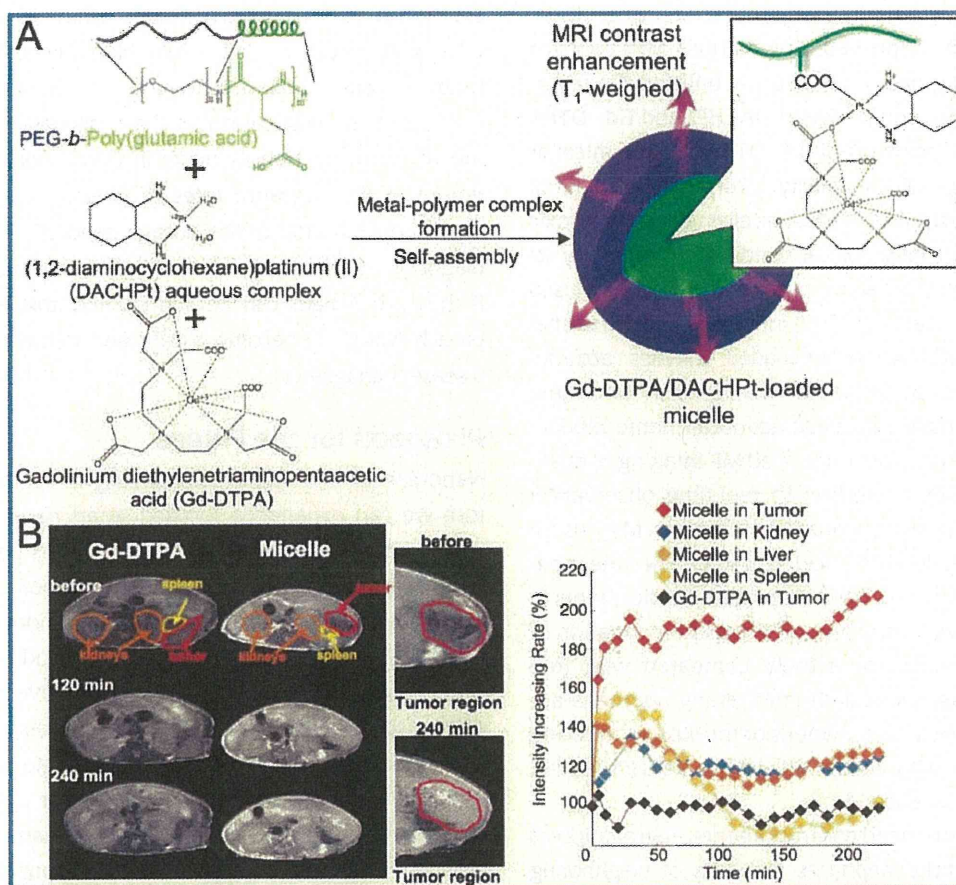 A
MRI contrast
enhancement
(T1-weighed)
PEG-b-Poly(glutamic acid)
+
(1,2-diaminocyclohexane)platinum (II)
(DACHPt) aqueous complex
+
Gadolinium diethylenetriaminopentaacetic
acid (Gd-DTPA)
Metal-polymer complex
formation
Self-assembly
COO
COO-
COO-
Gd-DTPA/DACHPt-loaded
micelle
B
Gd-DTPA
Micelle
before
spleen
kidneys
tumor
kidneys
spleen
120 min
240 min
before
Tumor region
240 min
Tumor region
Micelle in Tumor
Micelle in Kidney
Micelle in Liver
Micelle in Spleen
Gd-DTPA in Tumor
Intensity Increasing Rate (%)
220
200
180
160
140
120
100
0
50
100
150
200
Time (min)